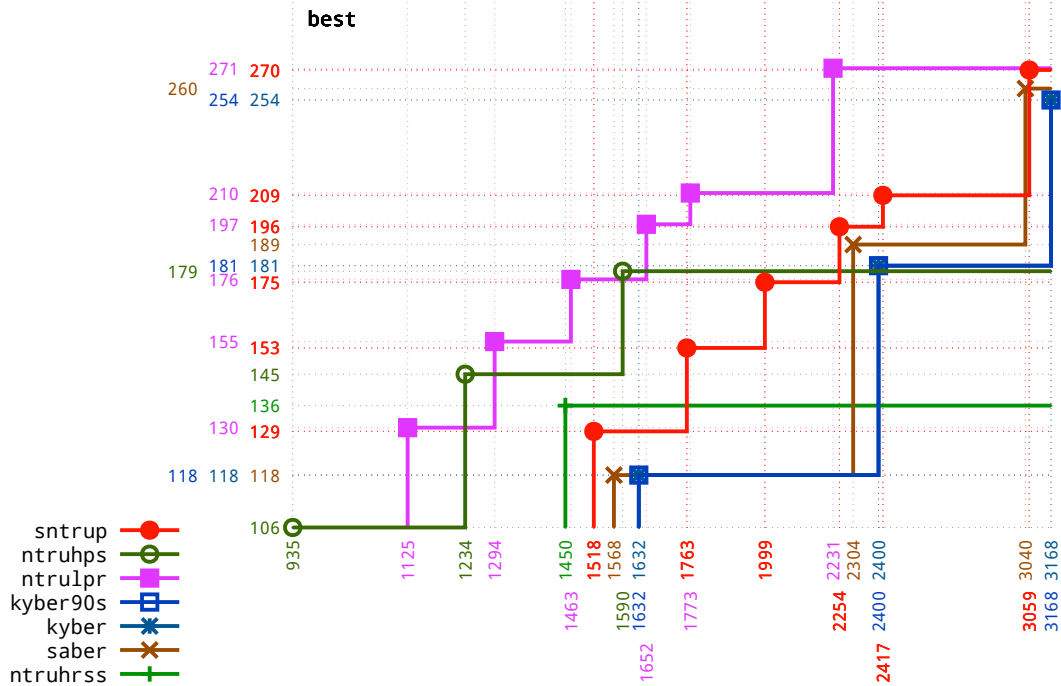 best
271 270
260
254 254
210 209
197 196
189
181 181
179
176 175
155 153
145
136
130 129
118 118 118
106
935 1125 1234 1294 1450 1518 1568 1632 1763 1999 2231 2304 2400 3040 3168
1463 1590 1632 1773 2254 2400 3059 3168
1652 2417
sntrup
ntruhps
ntrulpr
kyber90s
kyber
saber
ntruhrss